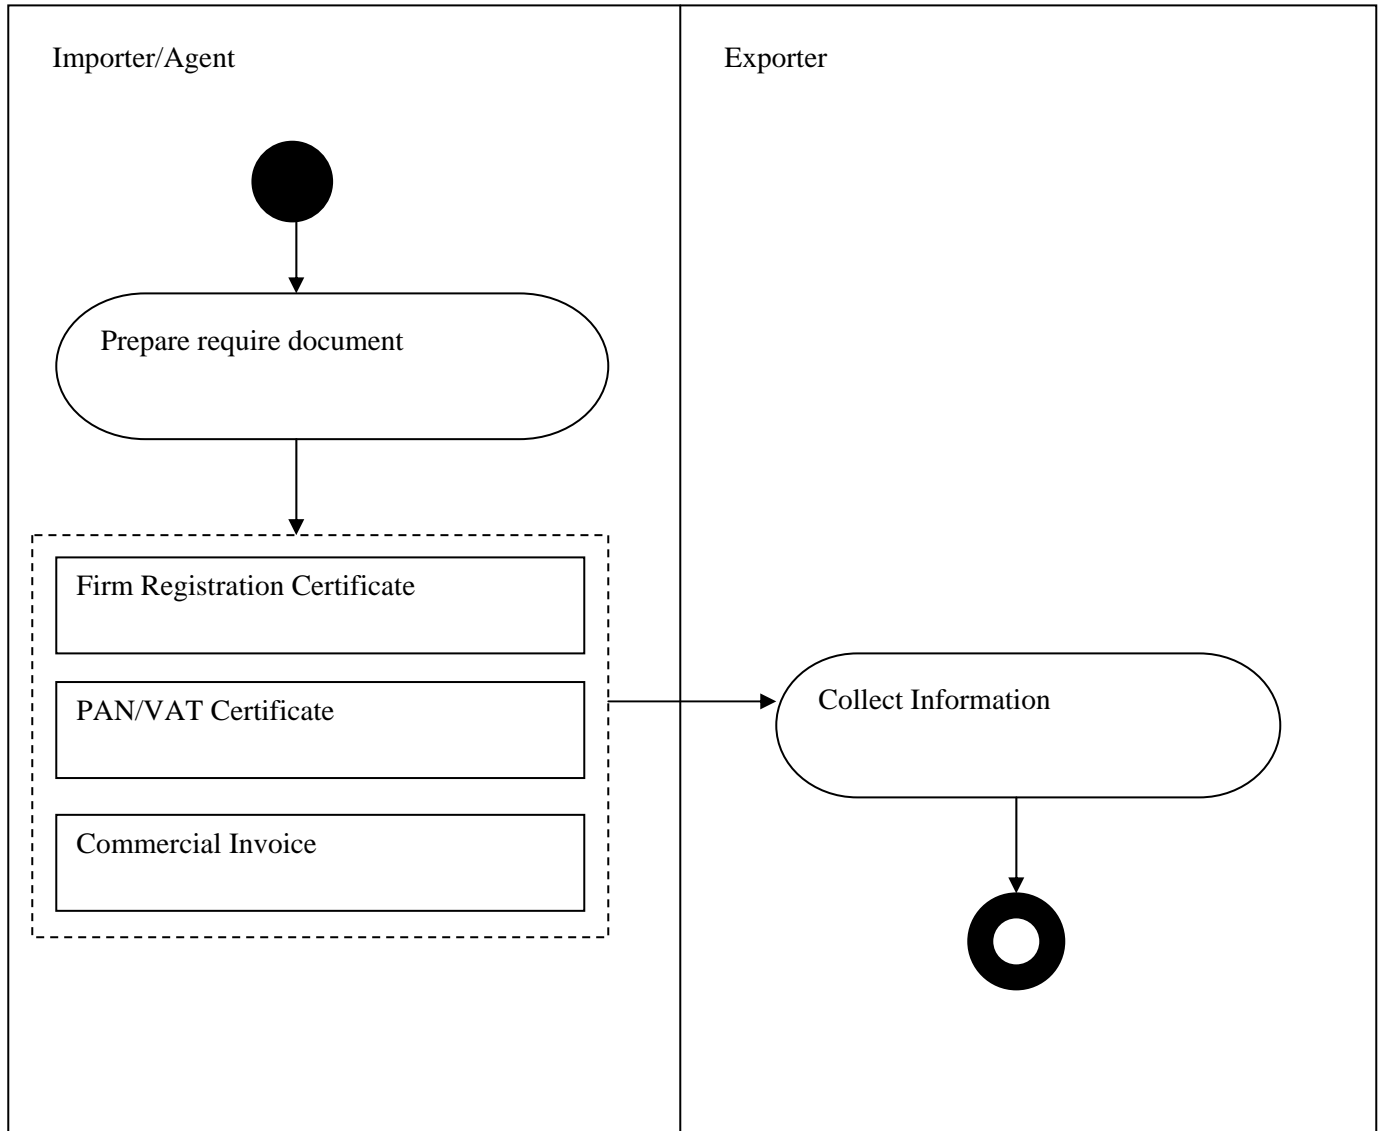 Importer/Agent
Exporter
Prepare require document
Firm Registration Certificate
PAN/VAT Certificate
Collect Information
Commercial Invoice